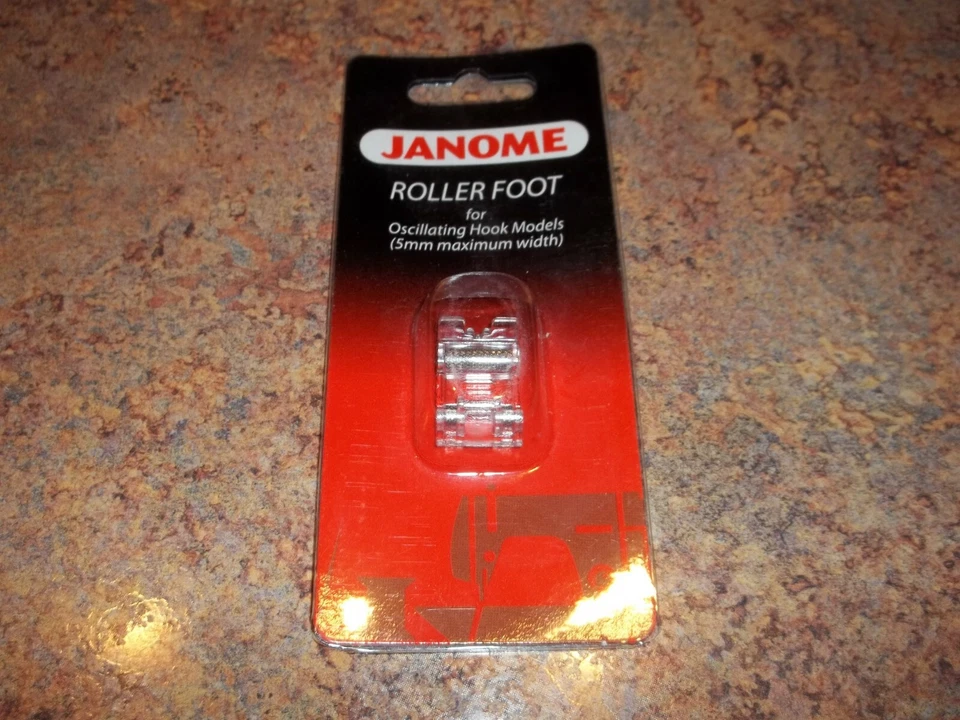 JANOME
ROLLER FOOT
for
Oscillating Hook Models
(5mm maximum width)